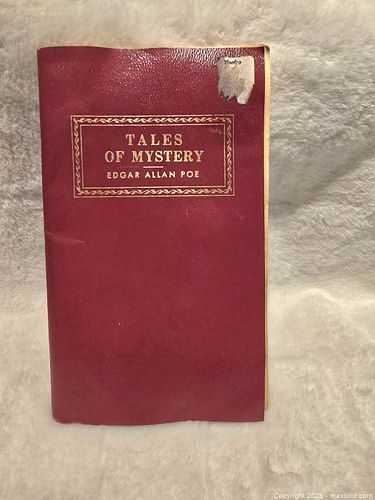 TALES
OF MYSTERY
EDGAR ALLAN POE
Copyright 2025 - maxsold.com